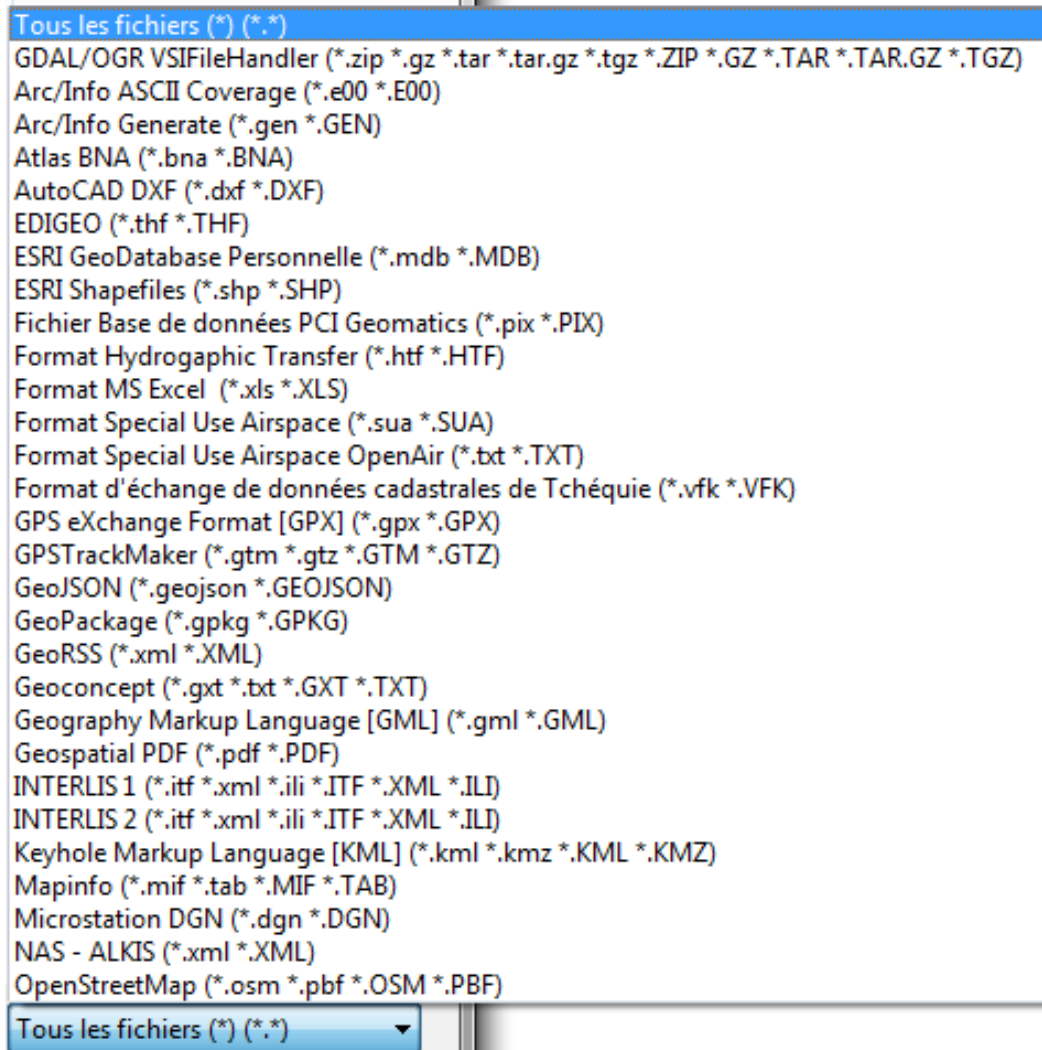 Tous les fichiers (*) (*.*)
GDAL/OGR VSIFileHandler (*.zip *.gz *.tar *.tar.gz *.tgz *.ZIP *.GZ *.TAR *.TAR.GZ *.TGZ)
Arc/Info ASCII Coverage (*.e00 *.E00)
Arc/Info Generate (*.gen *.GEN)
Atlas BNA (*.bna *.BNA)
AutoCAD DXF (*.dxf *.DXF)
EDIGEO (*.thf *.THF)
ESRI GeoDatabase Personnelle (*.mdb *.MDB)
ESRI Shapefiles (*.shp *.SHP)
Fichier Base de données PCI Geomatics (*.pix *.PIX)
Format Hydrogaphic Transfer (*.htf *.HTF)
Format MS Excel  (*.xls *.XLS)
Format Special Use Airspace (*.sua *.SUA)
Format Special Use Airspace OpenAir (*.txt *.TXT)
Format d'échange de données cadastrales de Tchéquie (*.vfk *.VFK)
GPS eXchange Format [GPX] (*.gpx *.GPX)
GPSTrackMaker (*.gtm *.gtz *.GTM *.GTZ)
GeoJSON (*.geojson *.GEOJSON)
GeoPackage (*.gpkg *.GPKG)
GeoRSS (*.xml *.XML)
Geoconcept (*.gxt *.txt *.GXT *.TXT)
Geography Markup Language [GML] (*.gml *.GML)
Geospatial PDF (*.pdf *.PDF)
INTERLIS 1 (*.itf *.xml *.ili *.ITF *.XML *.ILI)
INTERLIS 2 (*.itf *.xml *.ili *.ITF *.XML *.ILI)
Keyhole Markup Language [KML] (*.kml *.kmz *.KML *.KMZ)
Mapinfo (*.mif *.tab *.MIF *.TAB)
Microstation DGN (*.dgn *.DGN)
NAS - ALKIS (*.xml *.XML)
OpenStreetMap (*.osm *.pbf *.OSM *.PBF)
Tous les fichiers (*) (*.*)